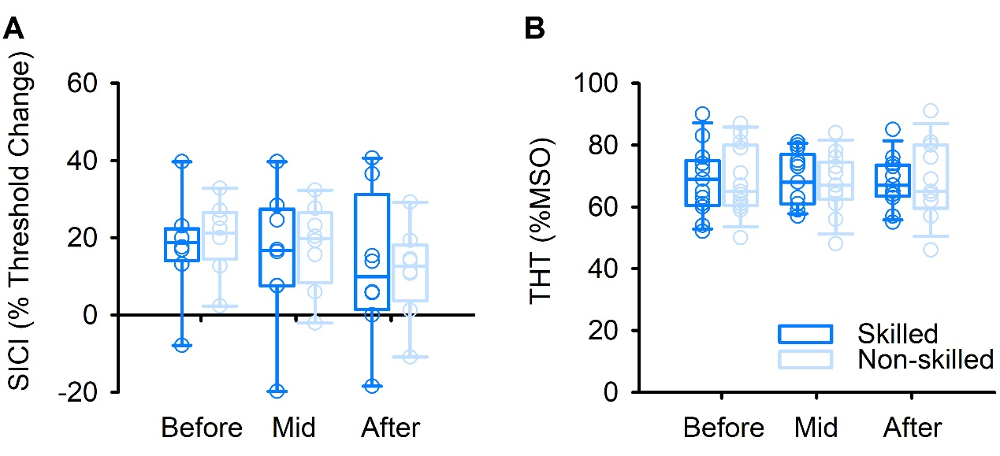 A
SICI (% Threshold Change)
60
40
20
0
-20
Before Mid After
B
THT (%MSO)
100
80
60
40
20
0
Before Mid After
Skilled
Non-skilled